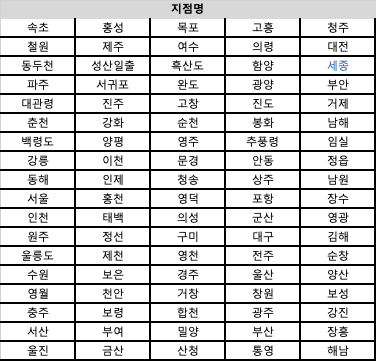 지점명
속초 홍성 목포 고흥 청주
철원 제주 여수 의령 대전
동두천 성산일출 흑산도 함양 세종
파주 서귀포 완도 광양 부안
대관령 진주 고창 진도 거제
춘천 강화 순천 봉화 남해
백령도 양평 영주 추풍령 임실
강릉 이천 문경 안동 정읍
동해 인제 청송 상주 남원
서울 홍천 영덕 포항 장수
인천 태백 의성 군산 영광
원주 정선 구미 대구 김해
울릉도 제천 영천 전주 순창
수원 보은 경주 울산 양산
영월 천안 거창 창원 보성
충주 보령 합천 광주 강진
서산 부여 밀양 부산 장흥
울진 금산 산청 통영 해남